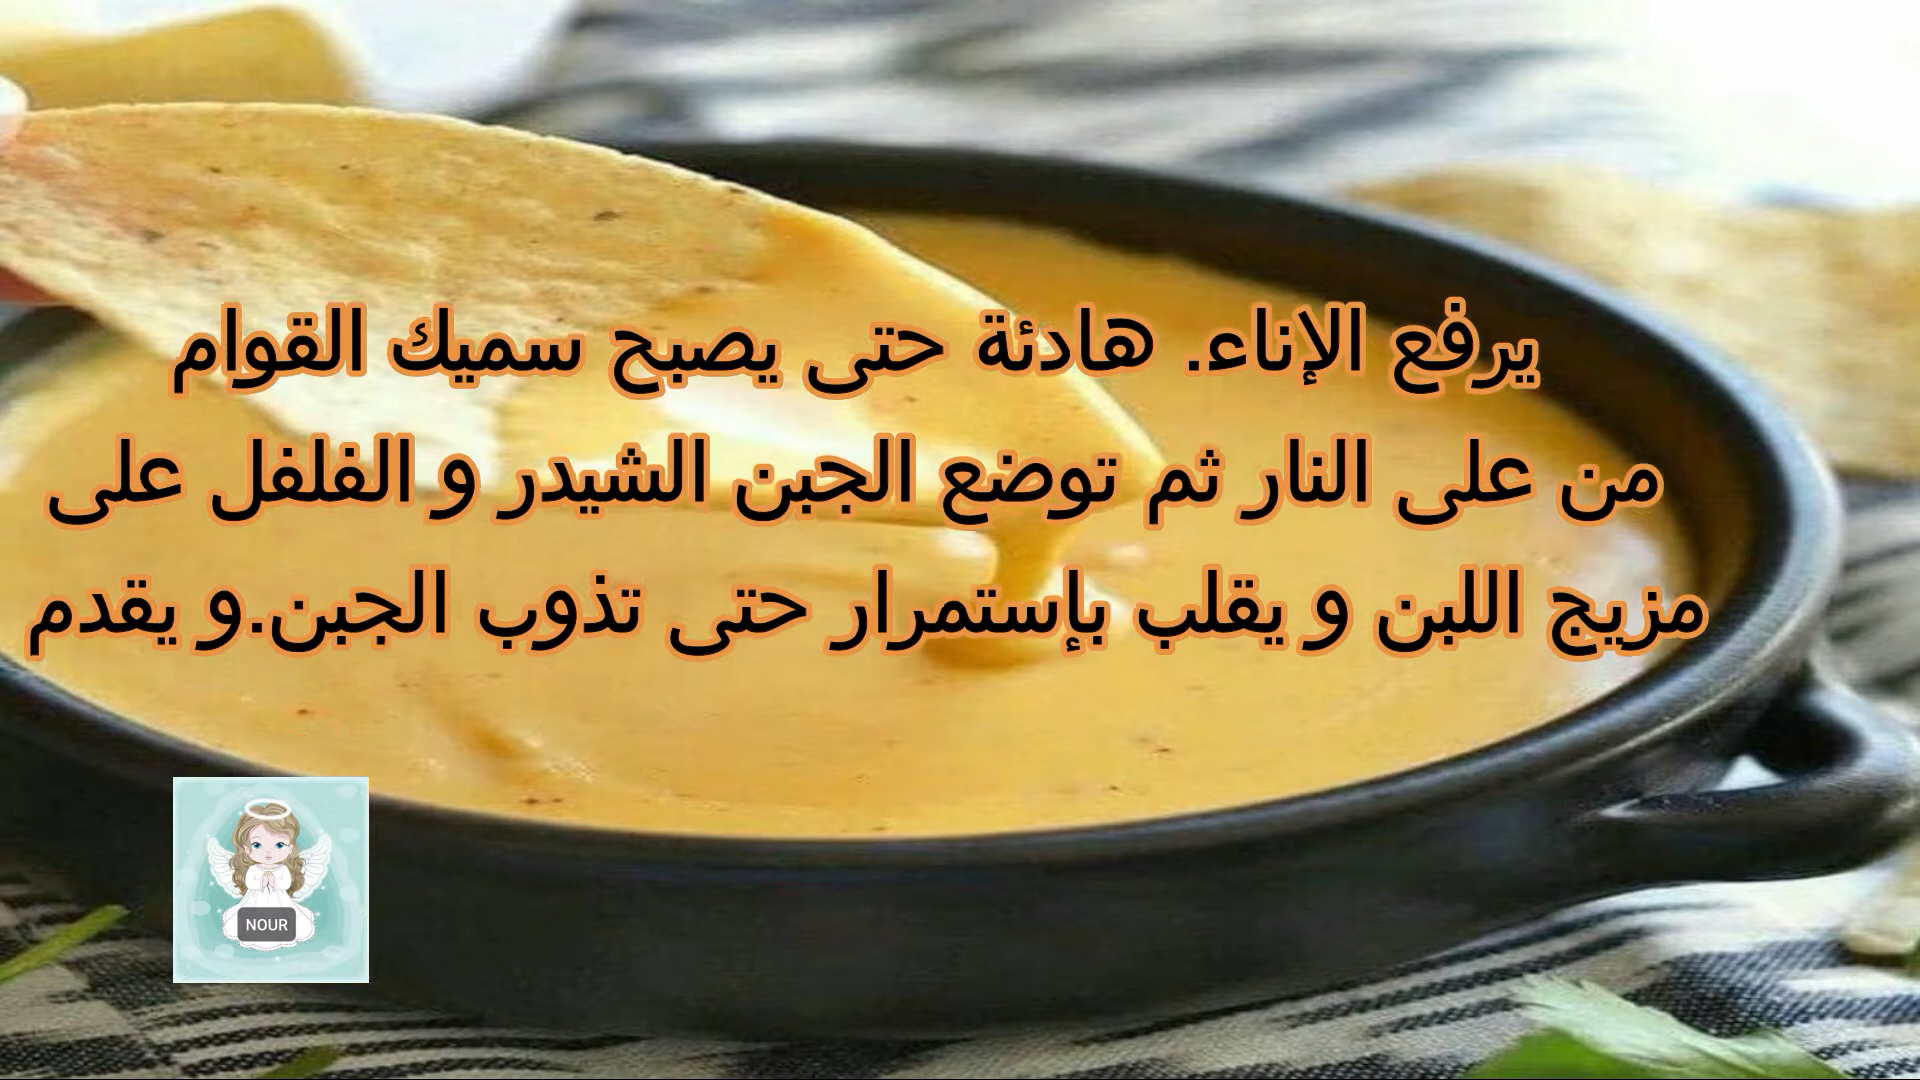 يرفع الإناء. هادئة حتى يصبح سميك القوام
من على النار ثم توضع الجبن الشيدر و الفلفل على
مزيج اللبن و يقلب بإستمرار حتى تذوب الجبن.و يقدم
NOUR